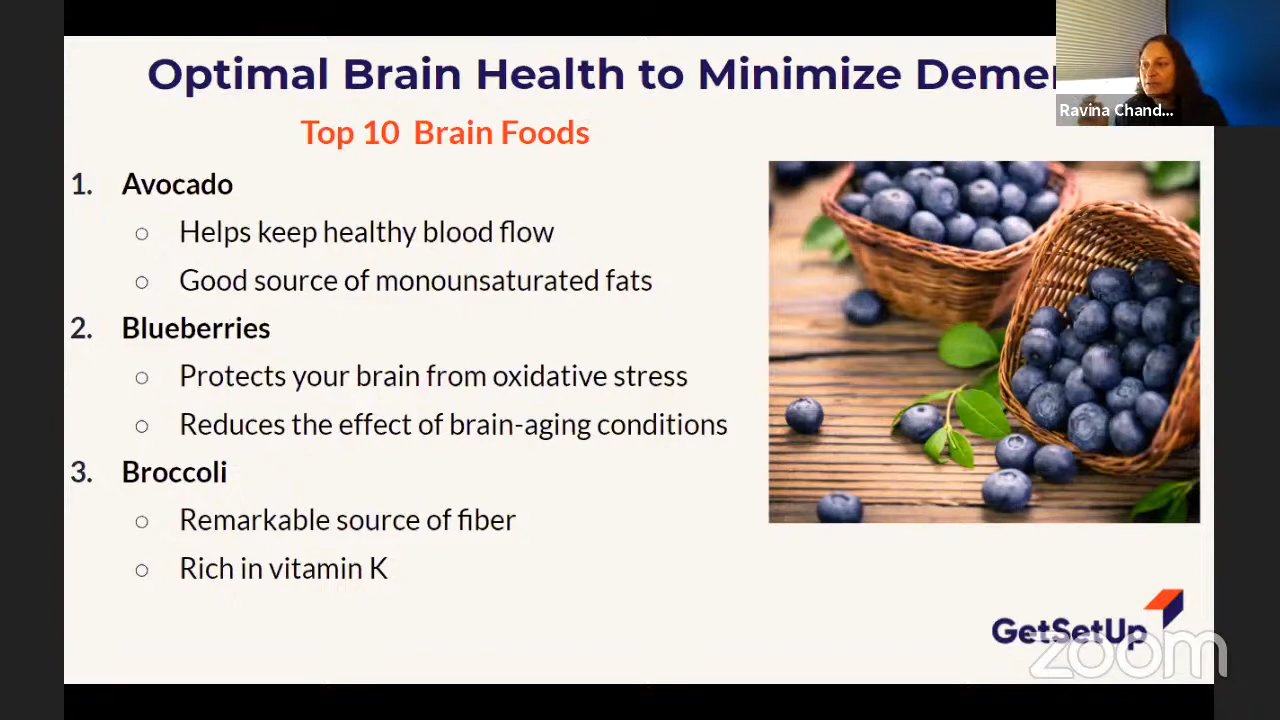 Optimal Brain Health to Minimize Demen
Ravina Chand...
Top 10 Brain Foods
1. Avocado
○ Helps keep healthy blood flow
○ Good source of monounsaturated fats
2. Blueberries
○ Protects your brain from oxidative stress
○ Reduces the effect of brain-aging conditions
3. Broccoli
○ Remarkable source of fiber
○ Rich in vitamin K
GetSetUp
zoom